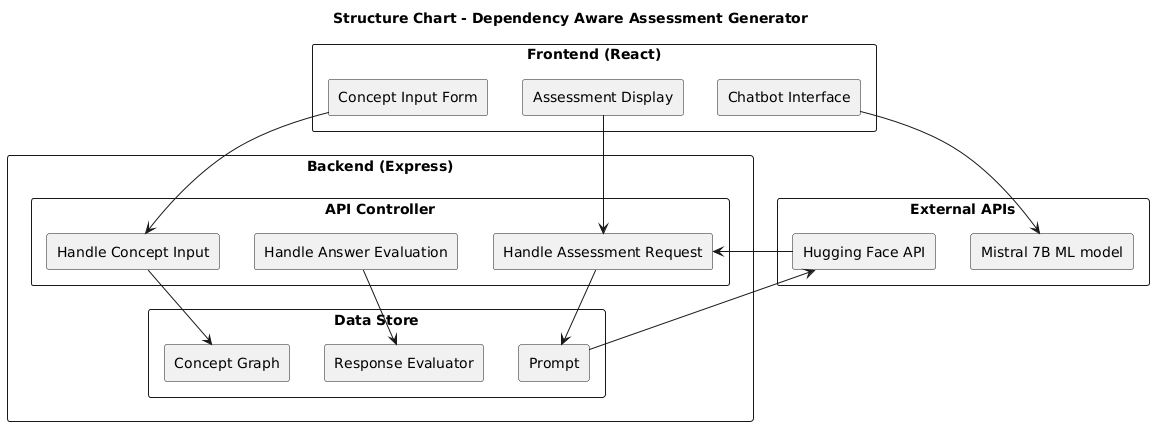 Structure Chart - Dependency Aware Assessment Generator
Frontend (React)
Concept Input Form
Assessment Display
Chatbot Interface
Backend (Express)
API Controller
Handle Concept Input
Handle Answer Evaluation
Handle Assessment Request
External APIs
Hugging Face API
Mistral 7B ML model
Data Store
Concept Graph
Response Evaluator
Prompt